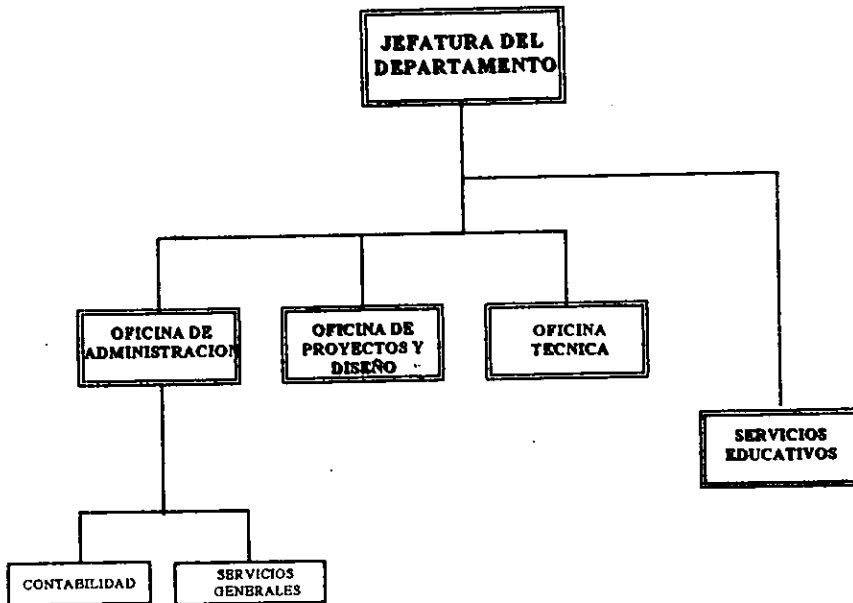 JEFATURA DEL
DEPARTAMENTO
OFICINA DE
ADMINISTRACION
OFICINA DE
PROYECTOS Y
DISEÑO
OFICINA
TECNICA
SERVICIOS
EDUCATIVOS
CONTABILIDAD
SERVICIOS
GENERALES